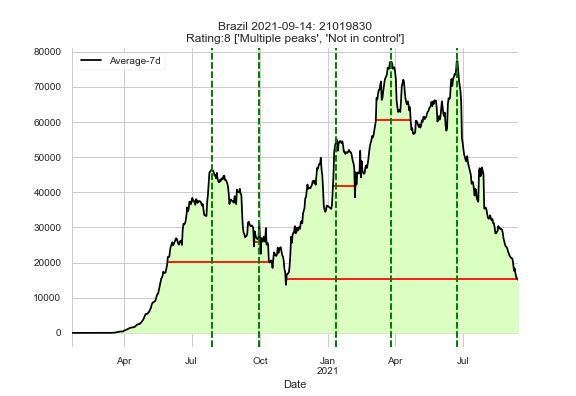 Brazil 2021-09-14: 21019830
Rating:8 ['Multiple peaks', 'Not in control']
80000
Average-7d
70000
60000
50000
40000
30000
20000
10000
0
Apr
Jul
Oct
Jan
Apr
Jul
2021
Date